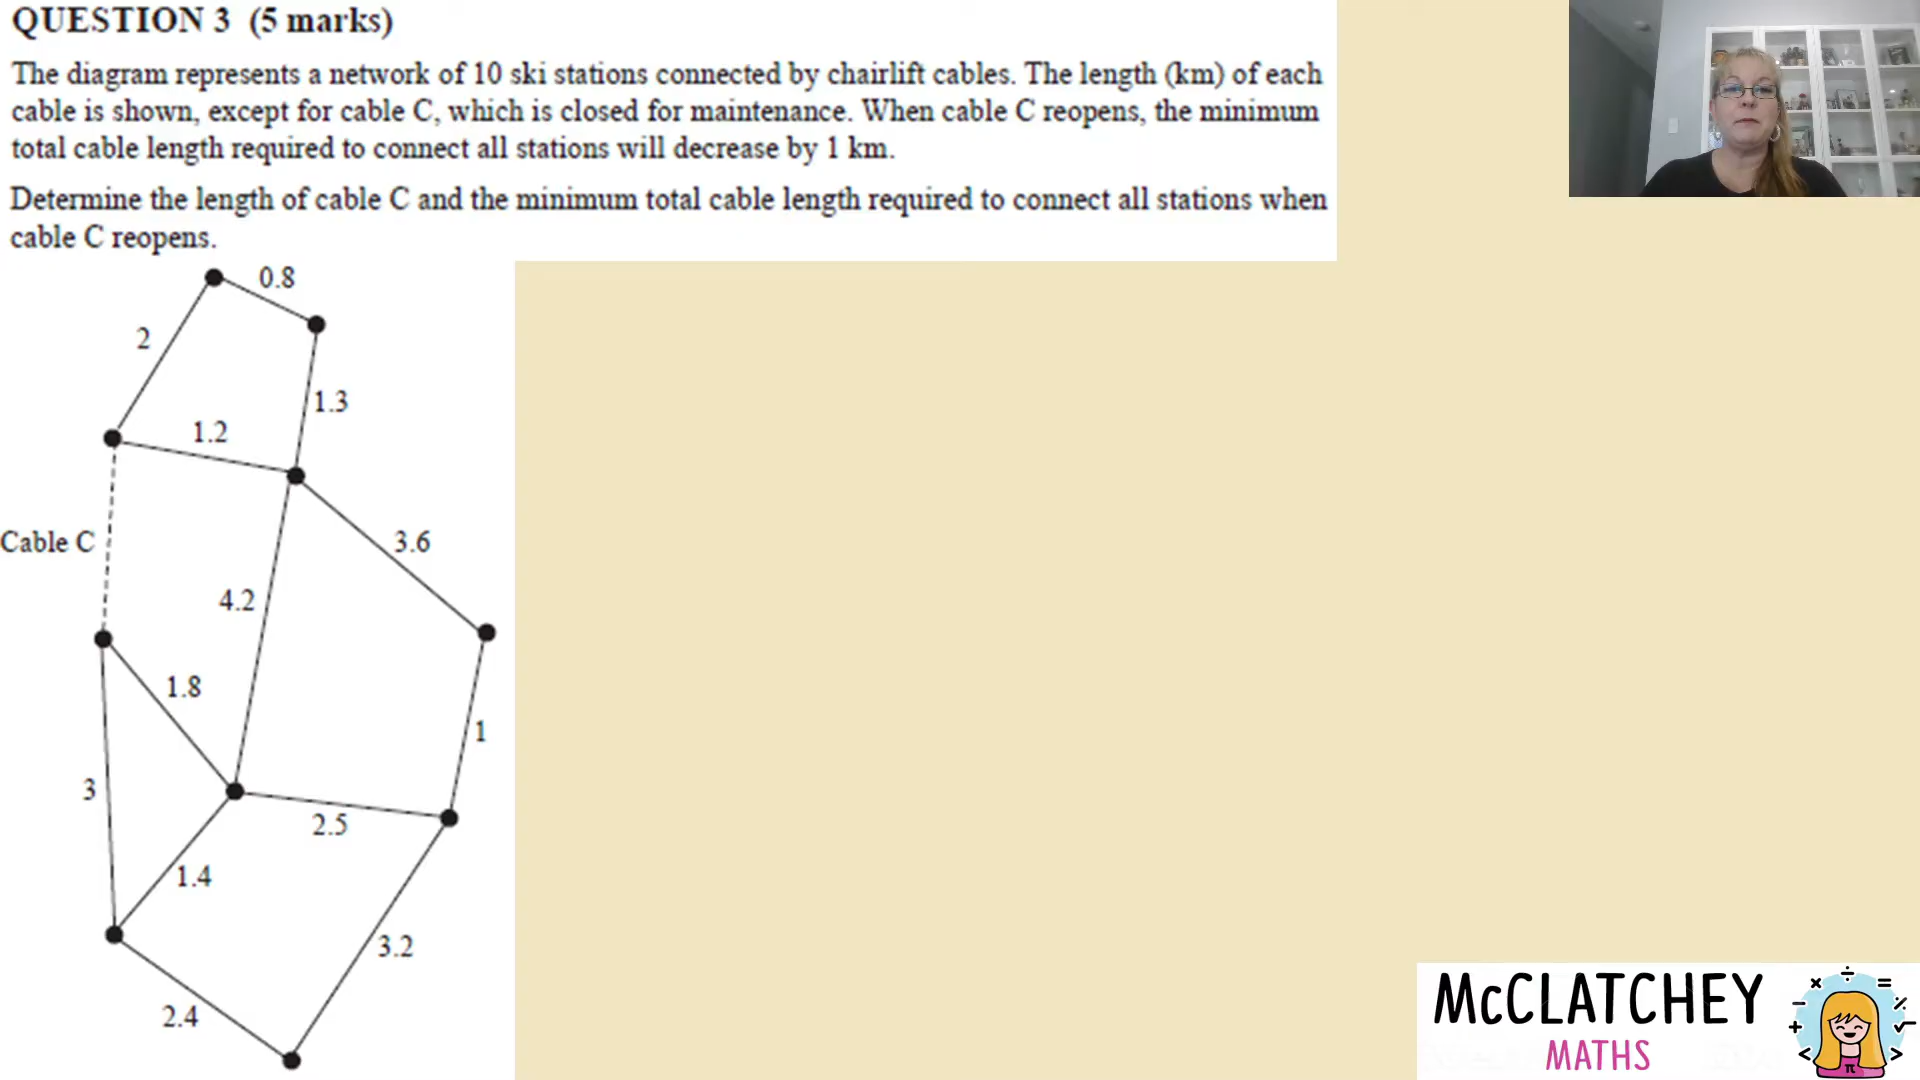 QUESTION 3 (5 marks)
The diagram represents a network of 10 ski stations connected by chairlift cables. The length (km) of each
cable is shown, except for cable C, which is closed for maintenance. When cable C reopens, the minimum
total cable length required to connect all stations will decrease by 1 km.
Determine the length of cable C and the minimum total cable length required to connect all stations when
cable C reopens.
0.8
2
1.3
1.2
Cable C
3.6
4.2
1.8
1
3
2.5
1.4
3.2
2.4
McCLATCHEY
MATHS
× ÷ =
− %
+ √
< π >